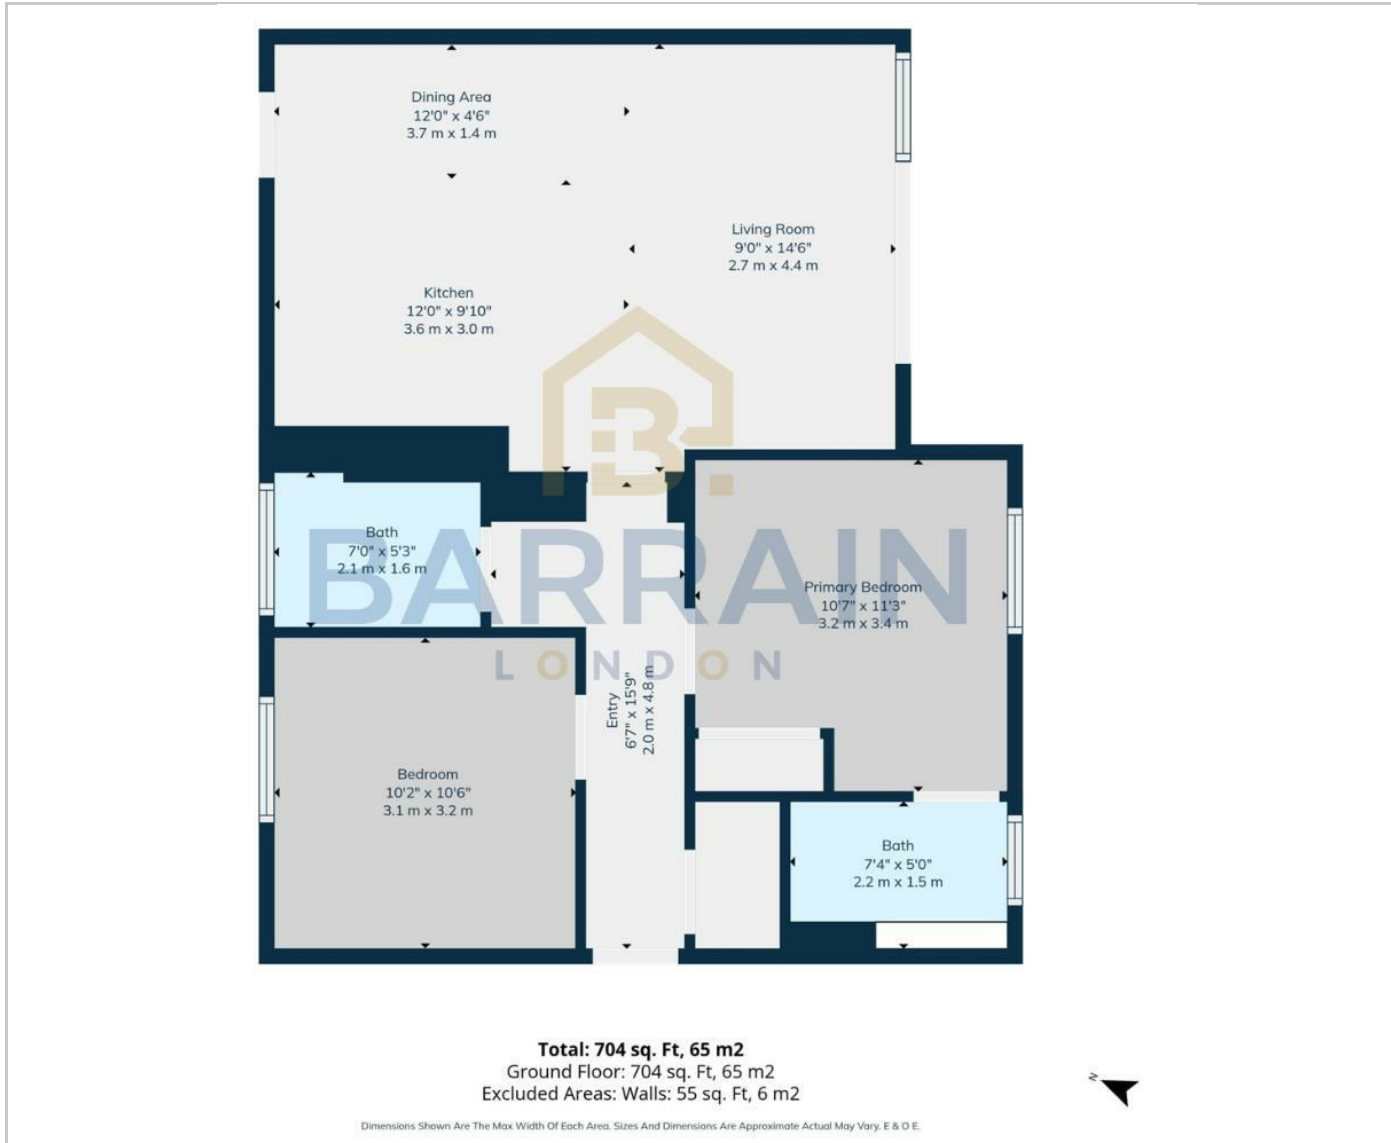 Dining Area
12'0" x 4'6"
3.7 m x 1.4 m
Living Room
9'0" x 14'6"
2.7 m x 4.4 m
Kitchen
12'0" x 9'10"
3.6 m x 3.0 m
B.
Bath
7'0" x 5'3"
2.1 m x 1.6 m
BARRAIN
LONDON
Primary Bedroom
10'7" x 11'3"
3.2 m x 3.4 m
Entry
6'7" x 15'9"
2.0 m x 4.8 m
Bedroom
10'2" x 10'6"
3.1 m x 3.2 m
Bath
7'4" x 5'0"
2.2 m x 1.5 m
Total: 704 sq. Ft, 65 m2
Ground Floor: 704 sq. Ft, 65 m2
Excluded Areas: Walls: 55 sq. Ft, 6 m2
Dimensions Shown Are The Max Width Of Each Area. Sizes And Dimensions Are Approximate Actual May Vary. E & O E.
N